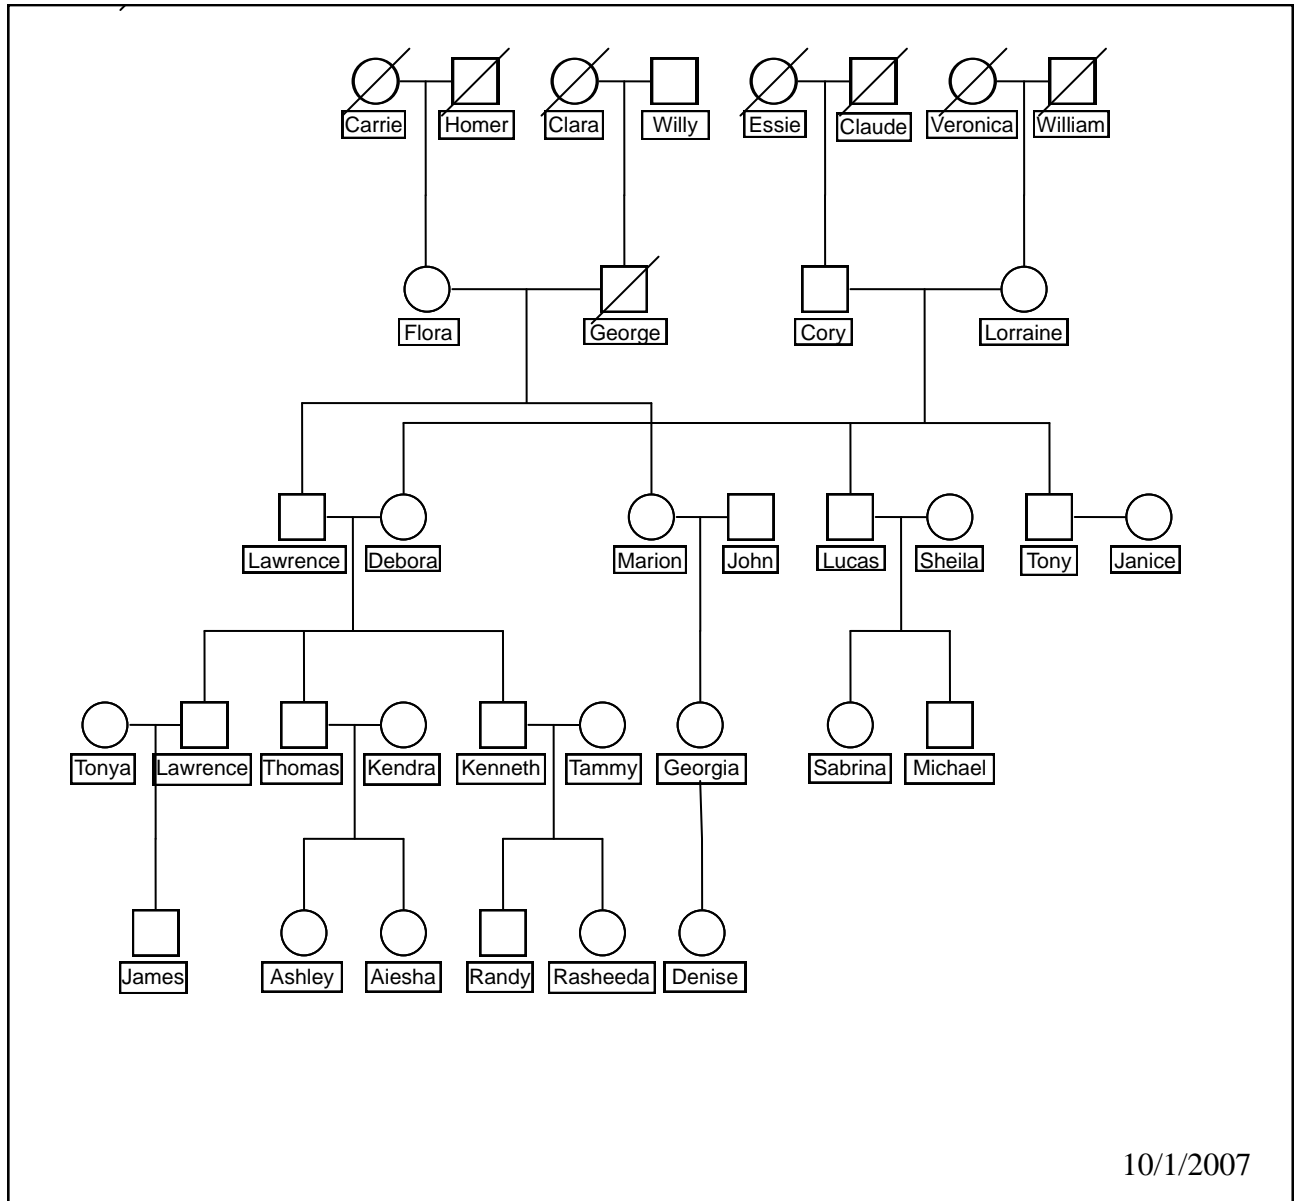 Carrie Homer Clara Willy Essie Claude Veronica William
Flora George Cory Lorraine
Lawrence Debora Marion John Lucas Sheila Tony Janice
Tonya Lawrence Thomas Kendra Kenneth Tammy Georgia Sabrina Michael
James Ashley Aiesha Randy Rasheeda Denise
10/1/2007